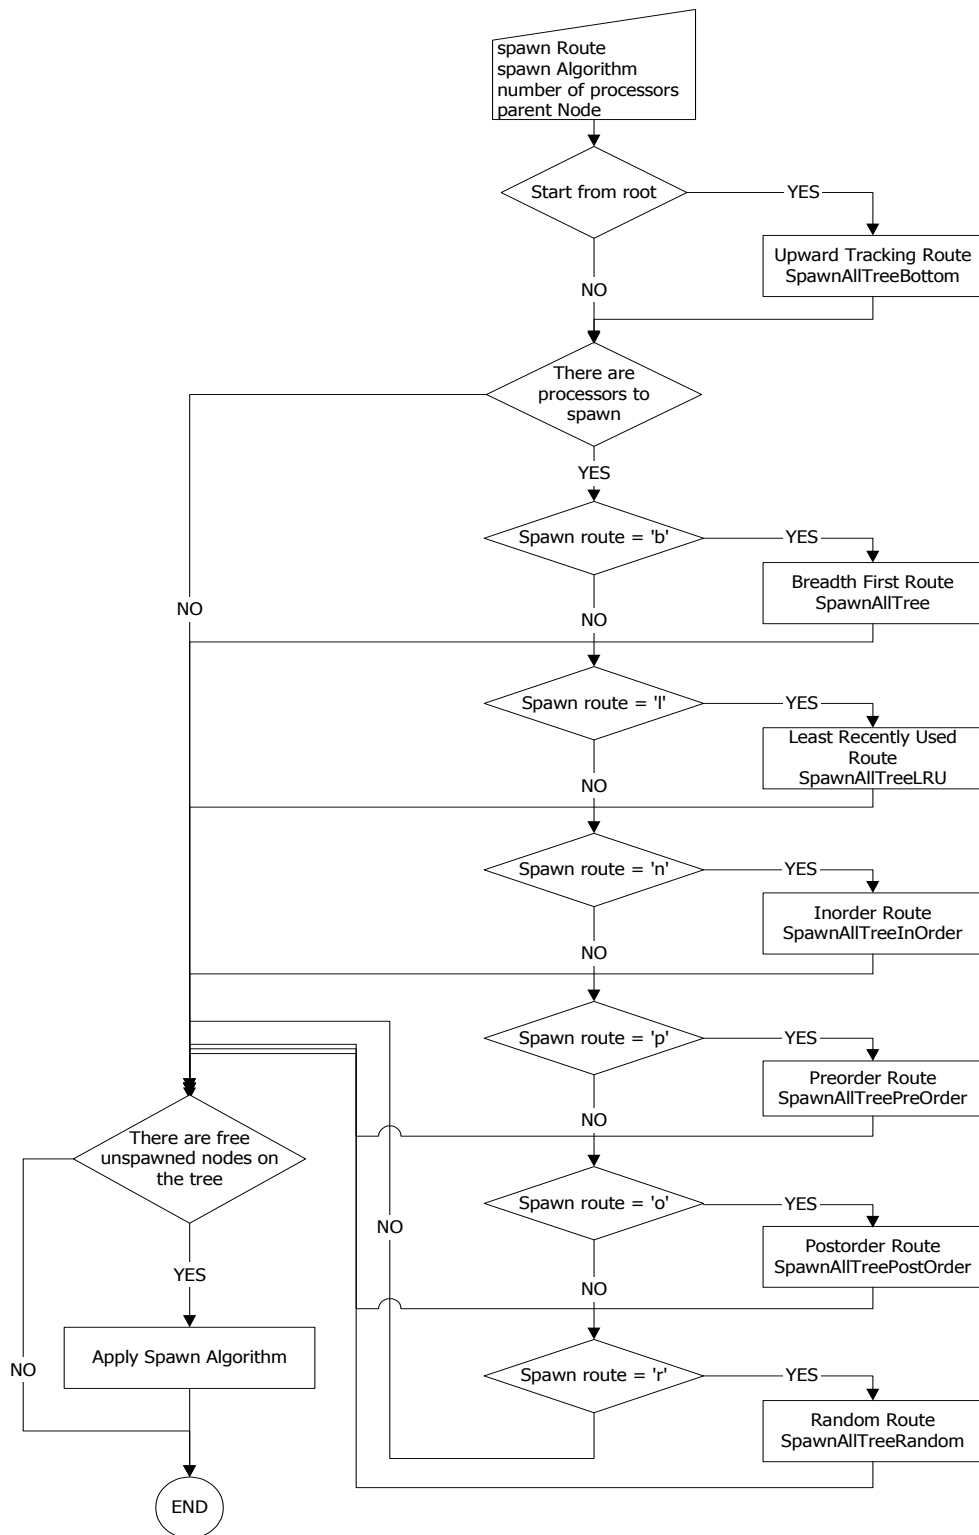 spawn Route
spawn Algorithm
number of processors
parent Node
Start from root
YES
Upward Tracking Route
SpawnAllTreeBottom
NO
There are
processors to
spawn
YES
Spawn route = 'b'
YES
Breadth First Route
SpawnAllTree
NO
NO
Spawn route = 'l'
YES
Least Recently Used
Route
SpawnAllTreeLRU
NO
Spawn route = 'n'
YES
Inorder Route
SpawnAllTreeInOrder
NO
Spawn route = 'p'
YES
Preorder Route
SpawnAllTreePreOrder
NO
There are free
unspawned nodes on
the tree
Spawn route = 'o'
YES
NO
Postorder Route
SpawnAllTreePostOrder
YES
NO
Apply Spawn Algorithm
NO
Spawn route = 'r'
YES
Random Route
SpawnAllTreeRandom
END